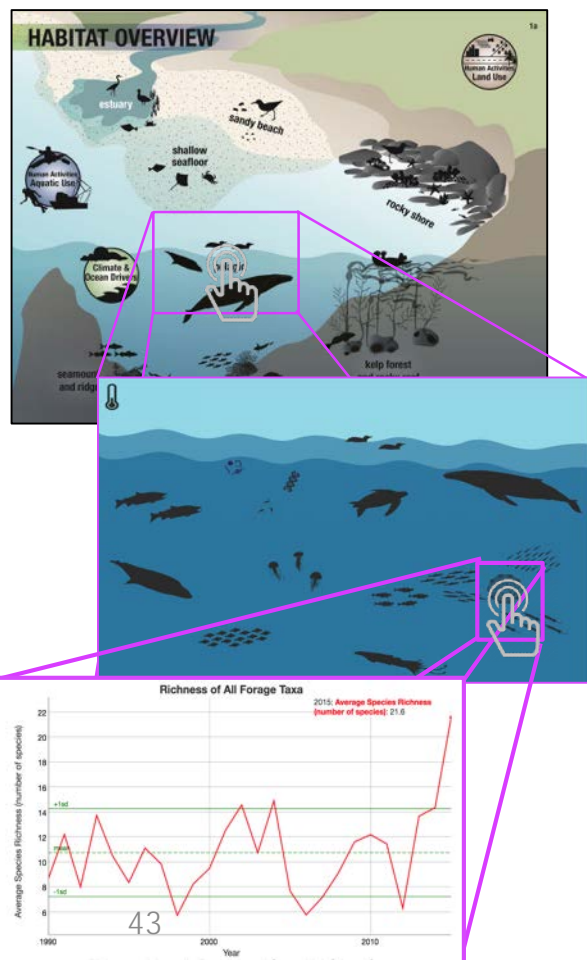 HABITAT OVERVIEW
1a
Human Activities
Land Use
estuary
sandy beach
shallow
seafloor
Human Activities
Aquatic Use
rocky shore
Climate &
Ocean Drivers
kelp forest
and ridg
Richness of All Forage Taxa
2015: Average Species Richness
(number of species): 21.6
Average Species Richness (number of species)
22
20
18
16
14
12
10
8
6
+1sd
mean
-1sd
43
1990
2000
2010
Year